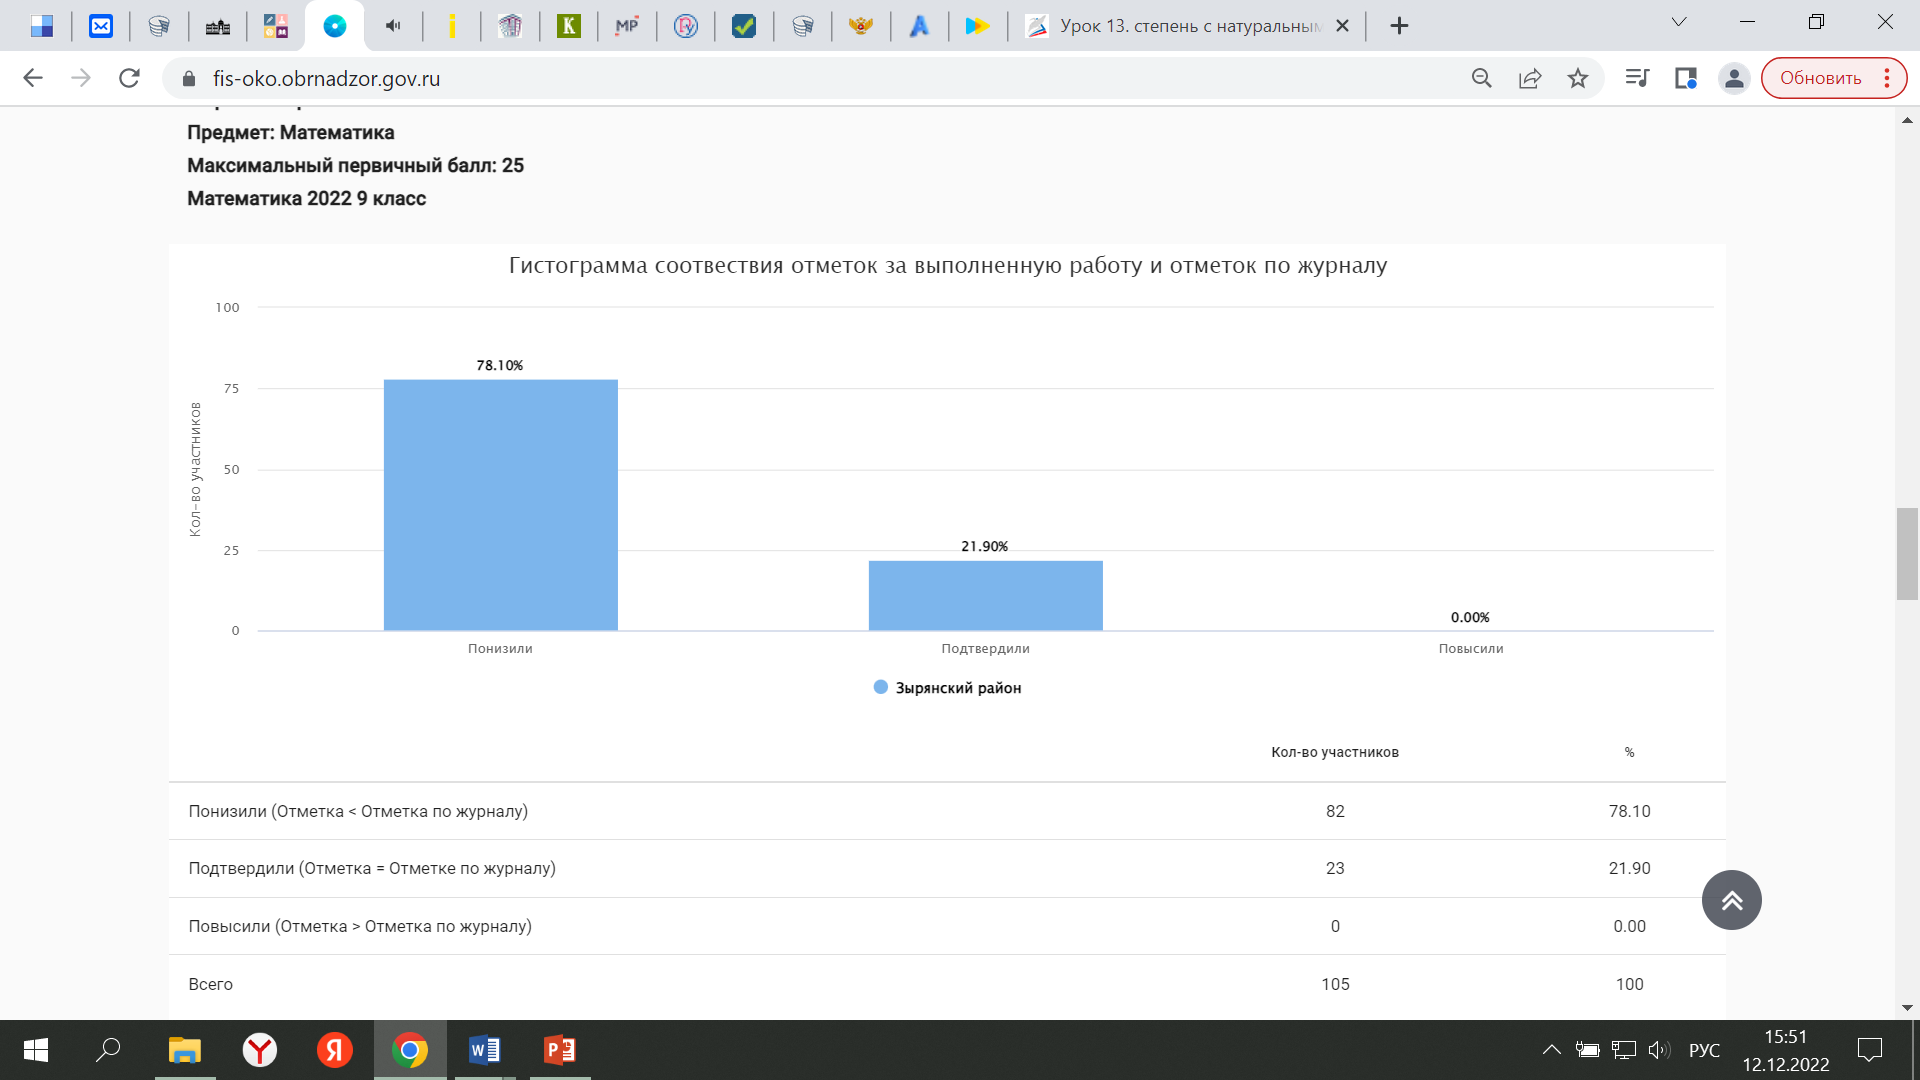 Урок 13. степень с натуральным
fis-oko.obrnadzor.gov.ru
Обновить
Предмет: Математика
Максимальный первичный балл: 25
Математика 2022 9 класс
Гистограмма соотвествия отметок за выполненную работу и отметок по журналу
100
75
50
25
0
Кол-во участников
78.10%
21.90%
0.00%
Понизили
Подтвердили
Повысили
Зырянский район
Кол-во участников %
Понизили (Отметка < Отметка по журналу) 82 78.10
Подтвердили (Отметка = Отметке по журналу) 23 21.90
Повысили (Отметка > Отметка по журналу) 0 0.00
Всего 105 100
РУС
15:51
12.12.2022